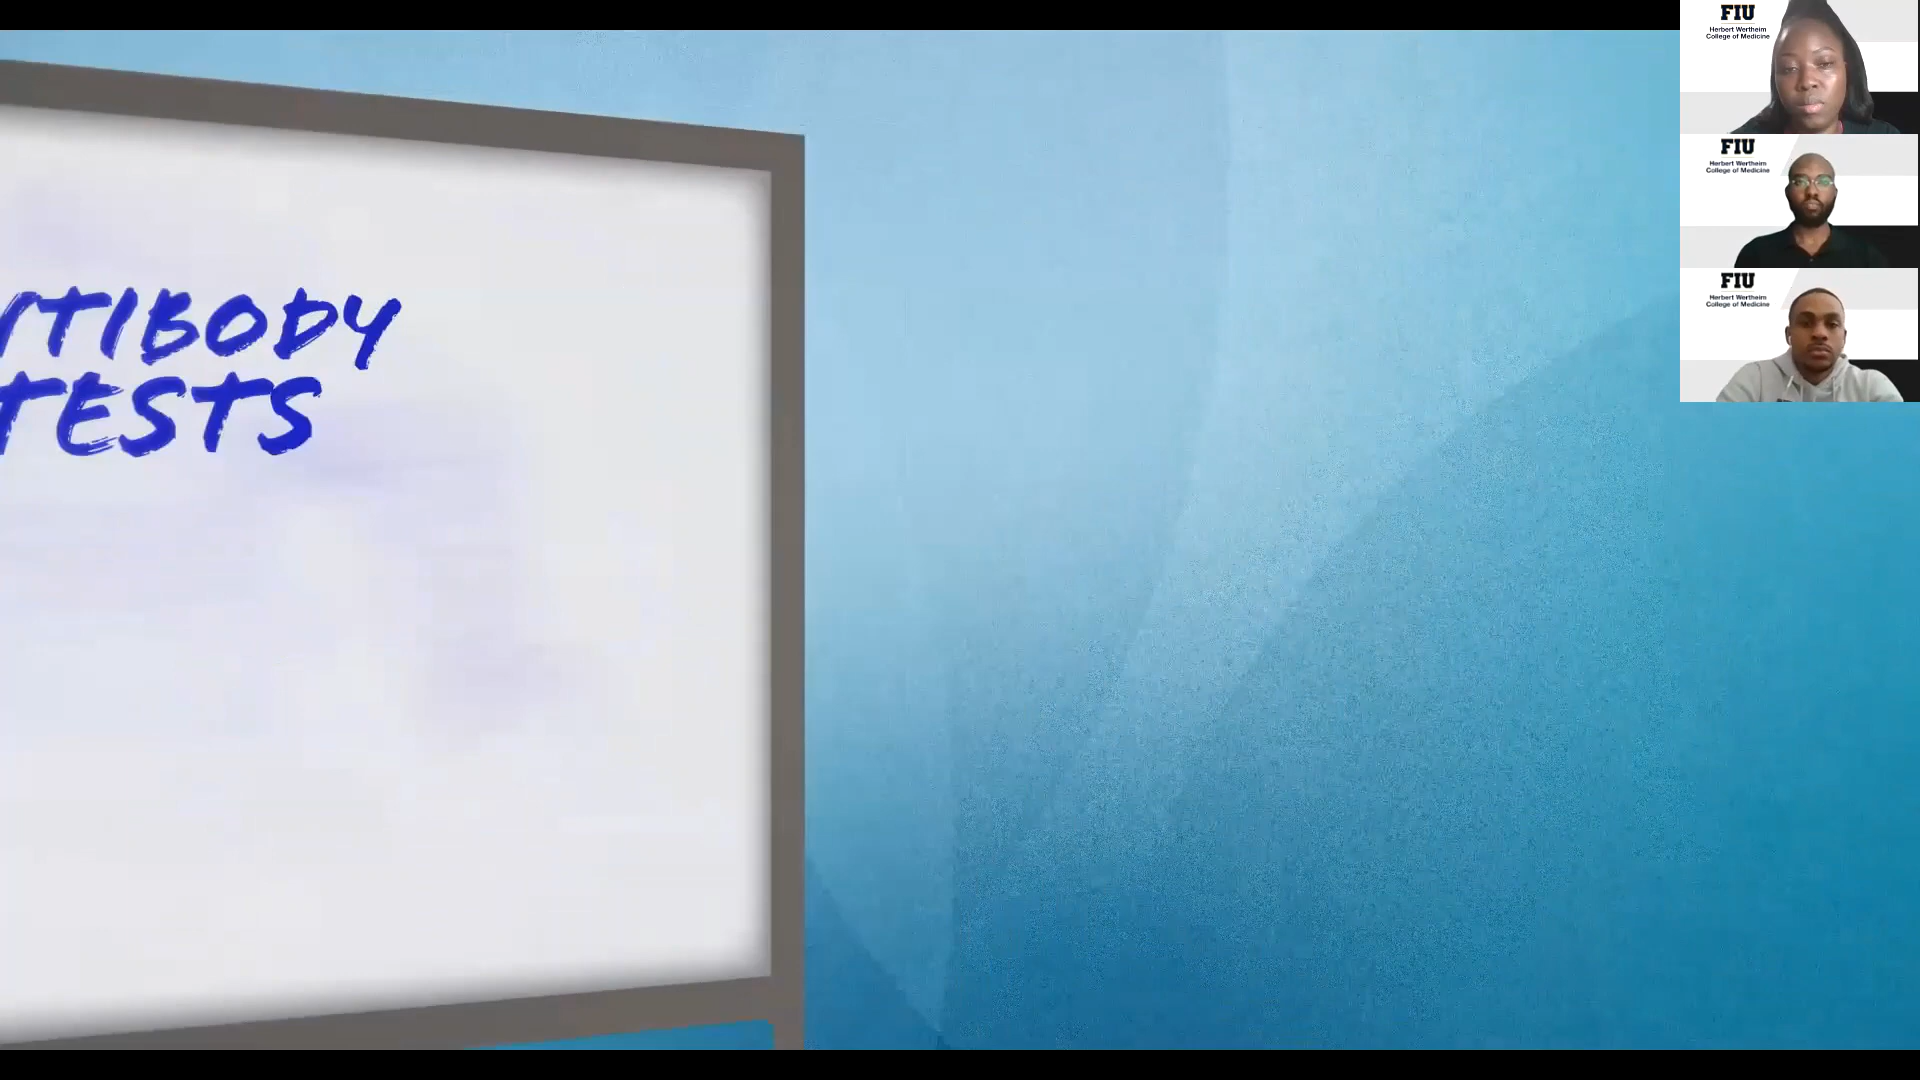 NTIBODY
TESTS
FIU
Herbert Wertheim
College of Medicine
FIU
Herbert Wertheim
College of Medicine
FIU
Herbert Wertheim
College of Medicine